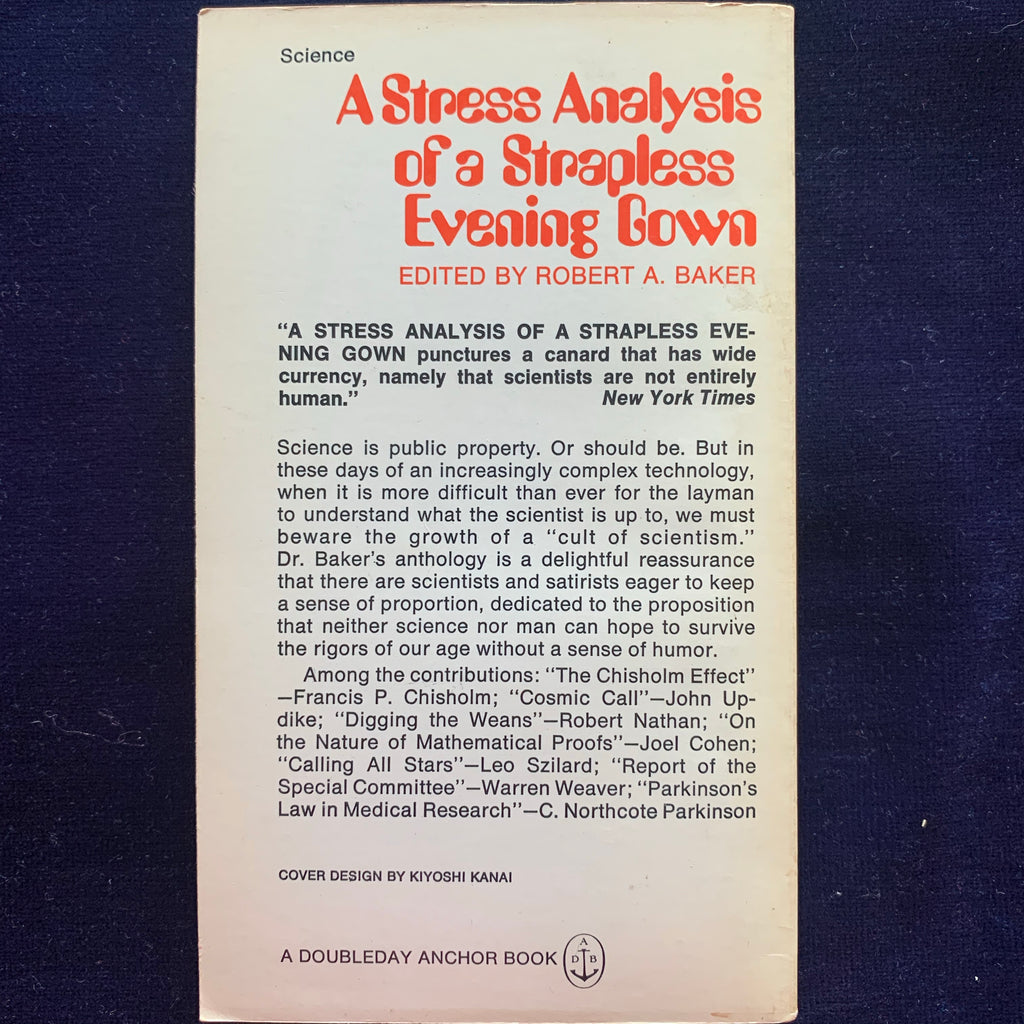 Science
A Stress Analysis
of a Strapless
Evening Gown
EDITED BY ROBERT A. BAKER
“A STRESS ANALYSIS OF A STRAPLESS EVE-
NING GOWN punctures a canard that has wide
currency, namely that scientists are not entirely
human.” New York Times
Science is public property. Or should be. But in
these days of an increasingly complex technology,
when it is more difficult than ever for the layman
to understand what the scientist is up to, we must
beware the growth of a “cult of scientism.”
Dr. Baker’s anthology is a delightful reassurance
that there are scientists and satirists eager to keep
a sense of proportion, dedicated to the proposition
that neither science nor man can hope to survive
the rigors of our age without a sense of humor.
Among the contributions: “The Chisholm Effect”
—Francis P. Chisholm; “Cosmic Call”—John Up-
dike; “Digging the Weans”—Robert Nathan; “On
the Nature of Mathematical Proofs”—Joel Cohen;
“Calling All Stars”—Leo Szilard; “Report of the
Special Committee”—Warren Weaver; “Parkinson’s
Law in Medical Research”—C. Northcote Parkinson
COVER DESIGN BY KIYOSHI KANAI
A DOUBLEDAY ANCHOR BOOK
A
D B